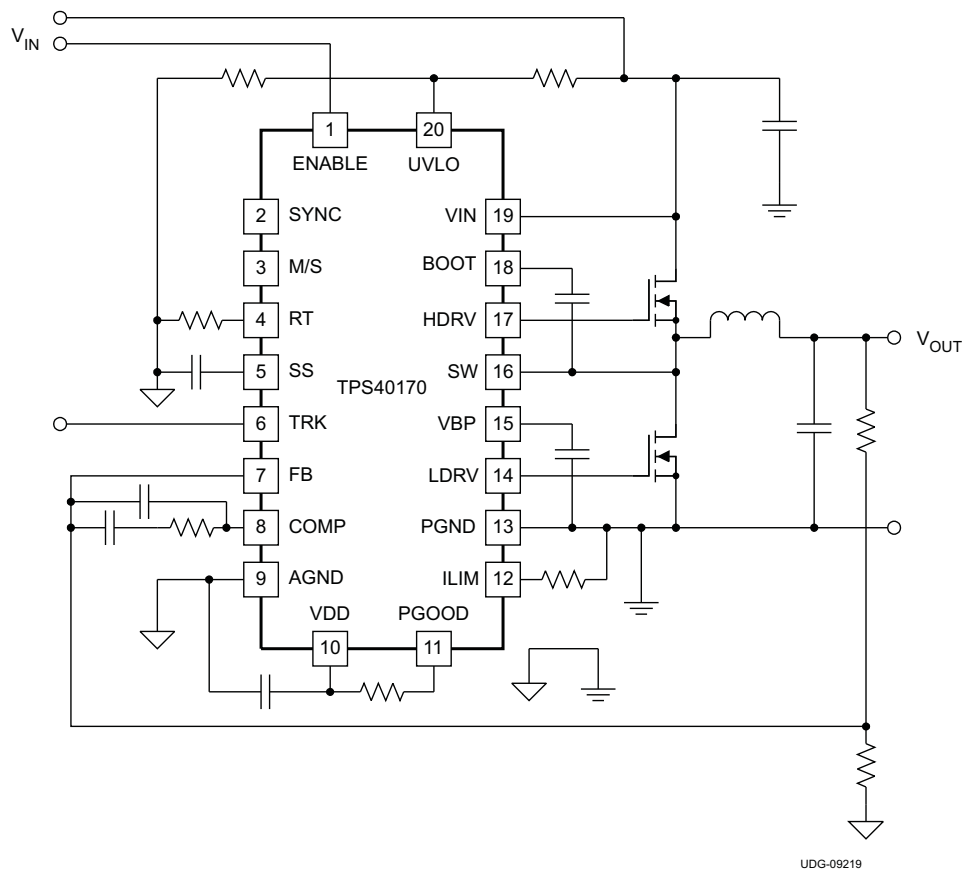 V_IN
1 20
ENABLE UVLO
2 SYNC VIN 19
3 M/S BOOT 18
4 RT HDRV 17
5 SS SW 16
TPS40170
6 TRK VBP 15
7 FB LDRV 14
8 COMP PGND 13
9 AGND ILIM 12
VDD PGOOD
10 11
V_OUT
UDG-09219